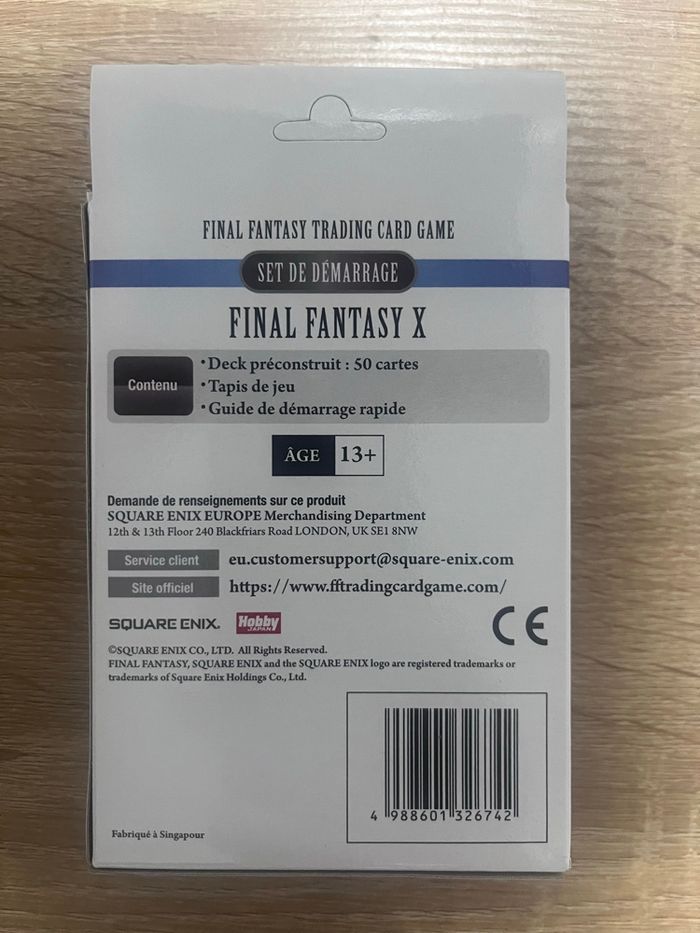 FINAL FANTASY TRADING CARD GAME
SET DE DÉMARRAGE
FINAL FANTASY X
Contenu
• Deck préconstruit : 50 cartes
• Tapis de jeu
• Guide de démarrage rapide
ÂGE 13+
Demande de renseignements sur ce produit
SQUARE ENIX EUROPE Merchandising Department
12th & 13th Floor 240 Blackfriars Road LONDON, UK SE1 8NW
Service client eu.customersupport@square-enix.com
Site officiel https://www.fftradingcardgame.com/
SQUARE ENIX. Hobby JAPAN CE
©SQUARE ENIX CO., LTD. All Rights Reserved.
FINAL FANTASY, SQUARE ENIX and the SQUARE ENIX logo are registered trademarks or
trademarks of Square Enix Holdings Co., Ltd.
4 988601 326742
Fabriqué à Singapour